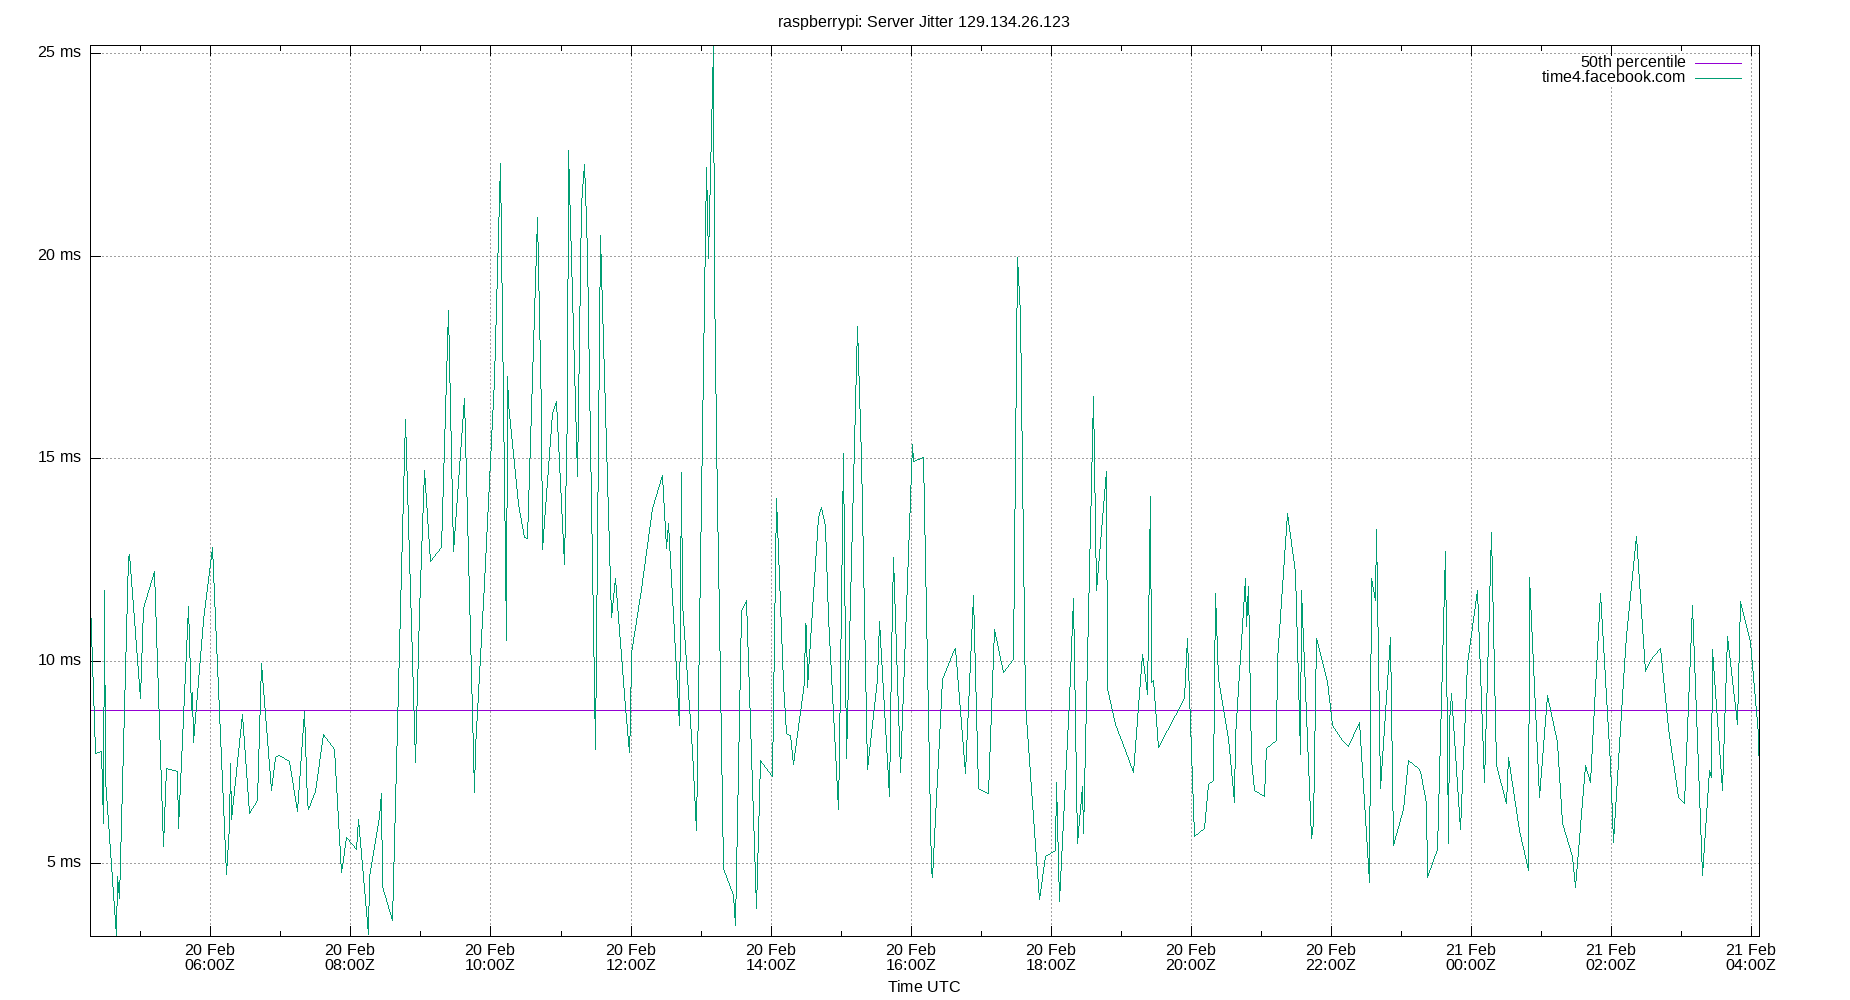 raspberrypi: Server Jitter 129.134.26.123
25 ms
20 ms
15 ms
10 ms
5 ms
50th percentile
time4.facebook.com
20 Feb 20 Feb 20 Feb 20 Feb 20 Feb 20 Feb 20 Feb 20 Feb 20 Feb 21 Feb 21 Feb 21 Feb
06:00Z 08:00Z 10:00Z 12:00Z 14:00Z 16:00Z 18:00Z 20:00Z 22:00Z 00:00Z 02:00Z 04:00Z
Time UTC